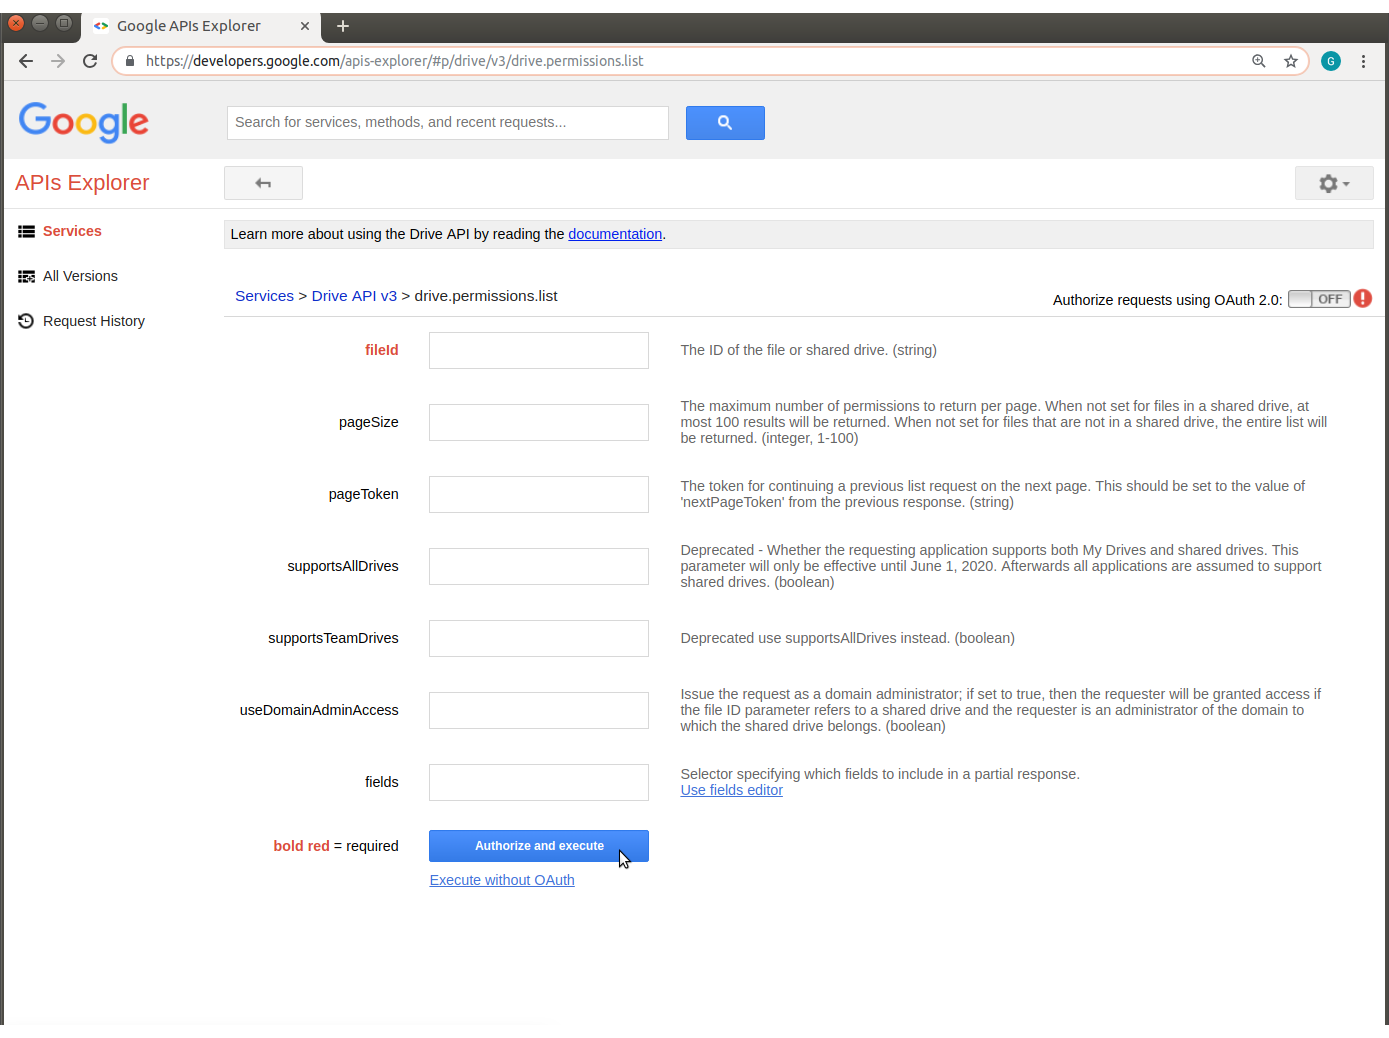 Google APIs Explorer
https://developers.google.com/apis-explorer/#p/drive/v3/drive.permissions.list
G
Google
Search for services, methods, and recent requests...
APIs Explorer
Services
All Versions
Request History
Learn more about using the Drive API by reading the documentation.
Services > Drive API v3 > drive.permissions.list
Authorize requests using OAuth 2.0: OFF
fileId
The ID of the file or shared drive. (string)
pageSize
The maximum number of permissions to return per page. When not set for files in a shared drive, at
most 100 results will be returned. When not set for files that are not in a shared drive, the entire list will
be returned. (integer, 1-100)
pageToken
The token for continuing a previous list request on the next page. This should be set to the value of
'nextPageToken' from the previous response. (string)
supportsAllDrives
Deprecated - Whether the requesting application supports both My Drives and shared drives. This
parameter will only be effective until June 1, 2020. Afterwards all applications are assumed to support
shared drives. (boolean)
supportsTeamDrives
Deprecated use supportsAllDrives instead. (boolean)
useDomainAdminAccess
Issue the request as a domain administrator; if set to true, then the requester will be granted access if
the file ID parameter refers to a shared drive and the requester is an administrator of the domain to
which the shared drive belongs. (boolean)
fields
Selector specifying which fields to include in a partial response.
Use fields editor
bold red = required
Authorize and execute
Execute without OAuth